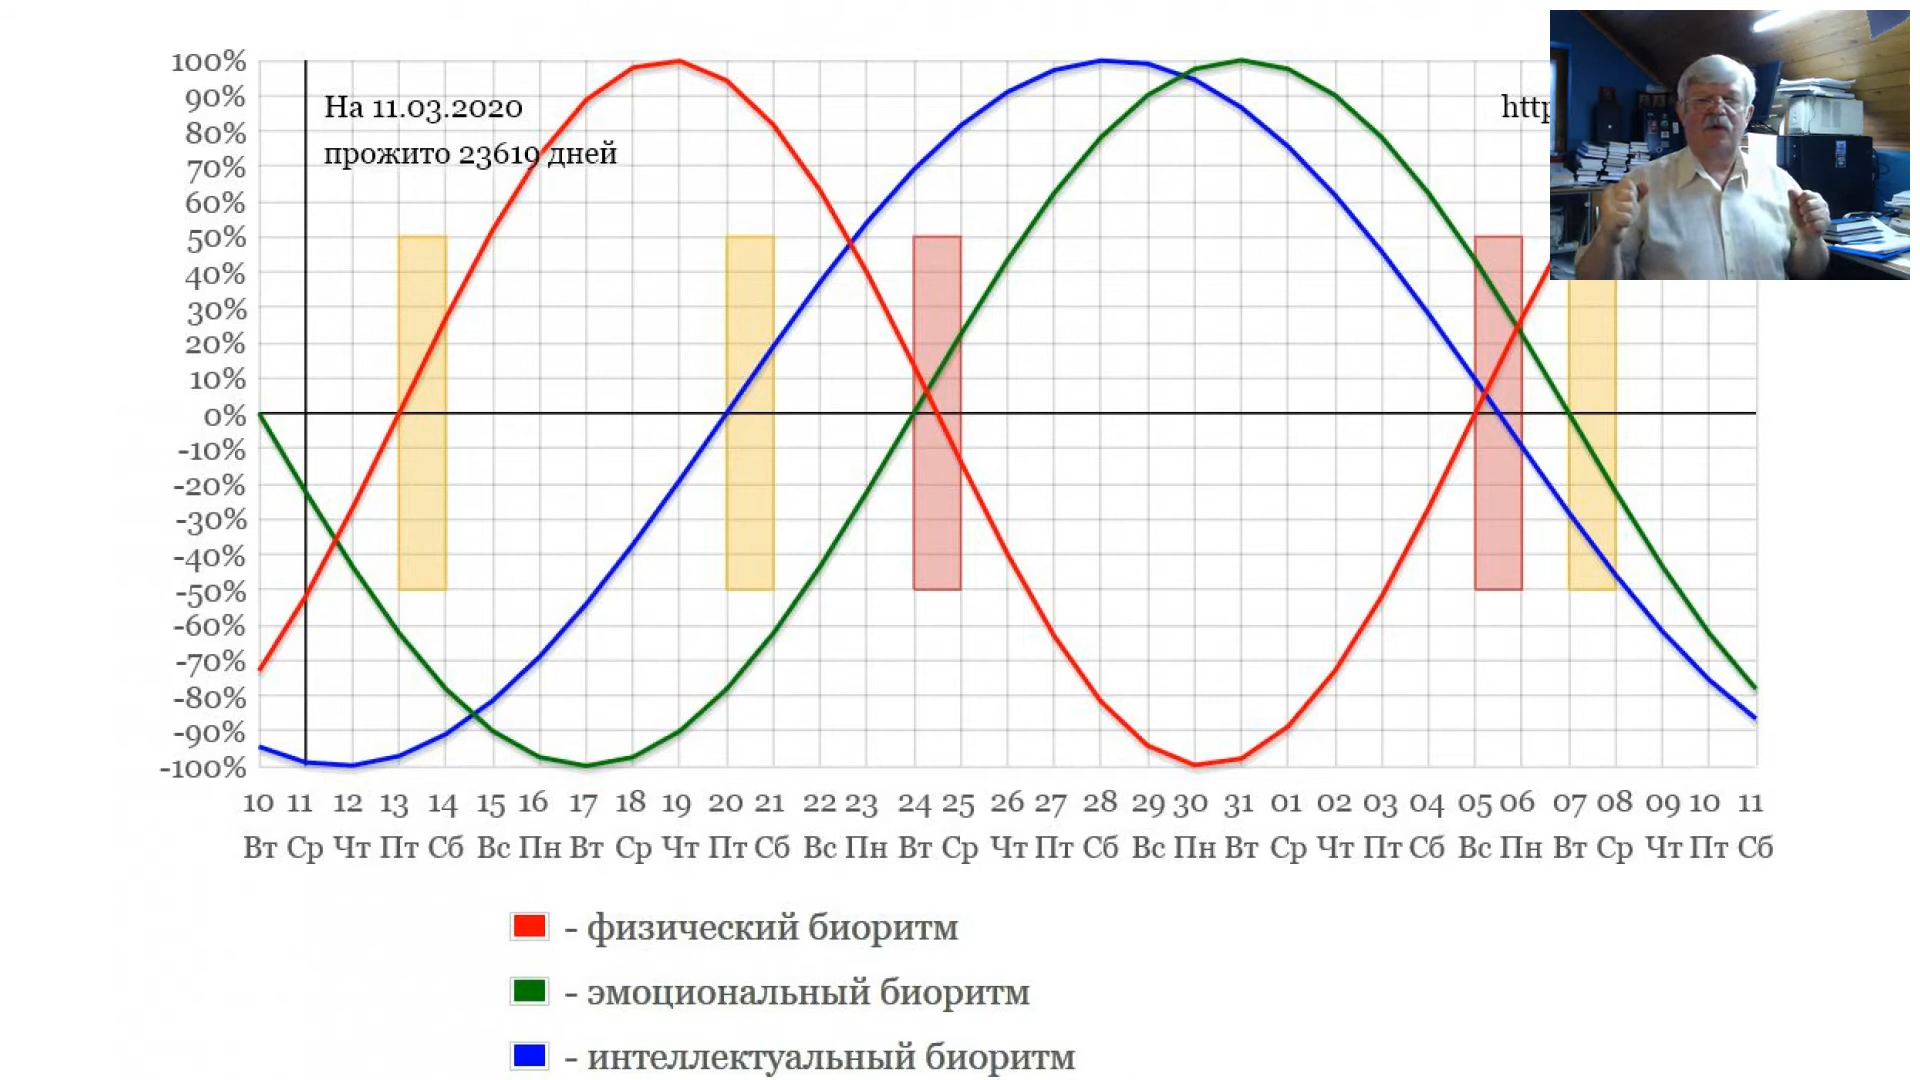 100%
90%
80%
70%
60%
50%
40%
30%
20%
10%
0%
-10%
-20%
-30%
-40%
-50%
-60%
-70%
-80%
-90%
-100%
На 11.03.2020
прожито 23619 дней
http
10 11 12 13 14 15 16 17 18 19 20 21 22 23 24 25 26 27 28 29 30 31 01 02 03 04 05 06 07 08 09 10 11
Вт Ср Чт Пт Сб Вс Пн Вт Ср Чт Пт Сб Вс Пн Вт Ср Чт Пт Сб Вс Пн Вт Ср Чт Пт Сб Вс Пн Вт Ср Чт Пт Сб
- физический биоритм
- эмоциональный биоритм
- интеллектуальный биоритм